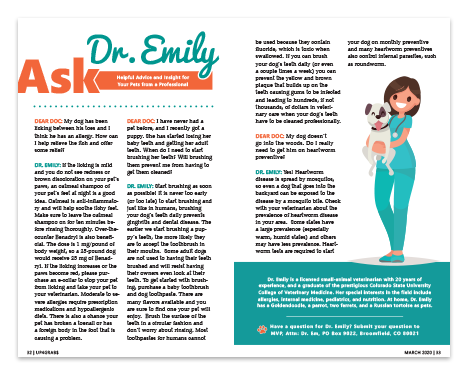 Ask
Dr. Emily
Helpful Advice and Insight for
Your Pets from a Professional
DEAR DOC: My dog has been
licking between his toes and I
think he has an allergy. How can
I help relieve the itch and offer
some relief?
DR. EMILY: If the licking is mild
and you do not see redness or
brown discoloration on your pet's
paws, an oatmeal shampoo of
your pet's feet at night is a good
idea. Oatmeal is anti-inflamma-
tory and will help soothe itchy feet.
Make sure to leave the oatmeal
shampoo on for ten minutes be-
fore rinsing thoroughly. Over-the-
counter Benadryl is also benefi-
cial. The dose is 1 mg/pound of
body weight, so a 25-pound dog
would receive 25 mg of Bena-
dryl. If the licking increases or the
paws become red, please pur-
chase an e-collar to stop your pet
from licking and take your pet to
your veterinarian. Moderate to se-
vere allergies require prescription
medications and hypoallergenic
diets. There is also a chance your
pet has broken a toenail or has
a foreign body in the foot that is
causing a problem.
DEAR DOC: I have never had a
pet before, and I recently got a
puppy. She has started losing her
baby teeth and getting her adult
teeth. When do I need to start
brushing her teeth? Will brushing
them prevent me from having to
get them cleaned?
DR. EMILY: Start brushing as soon
as possible! It is never too early
(or too late) to start brushing and
just like in humans, brushing
your dog's teeth daily prevents
gingivitis and dental disease. The
earlier we start brushing a pup-
py's teeth, the more likely they
are to accept the toothbrush in
their mouths. Some adult dogs
are not used to having their teeth
brushed and will resist having
their owners even look at their
teeth. To get started with brush-
ing, purchase a baby toothbrush
and dog toothpaste. There are
many flavors available and you
are sure to find one your pet will
enjoy. Brush the surface of the
teeth in a circular fashion and
don't worry about rinsing. Most
toothpastes for humans cannot
be used because they contain
fluoride, which is toxic when
swallowed. If you can brush
your dog's teeth daily (or even
a couple times a week) you can
prevent the yellow and brown
plaque that builds up on the
teeth causing gums to be infected
and leading to hundreds, if not
thousands, of dollars in veteri-
nary care when your dog's teeth
have to be cleaned professionally.
DEAR DOC: My dog doesn't
go into the woods. Do I really
need to get him on heartworm
preventive?
DR. EMILY: Yes! Heartworm
disease is spread by mosquitos,
so even a dog that goes into the
backyard can be exposed to the
disease by a mosquito bite. Check
with your veterinarian about the
prevalence of heartworm disease
in your area. Some states have
a large prevalence (especially
warm, humid states) and others
may have less prevalence. Heart-
worm tests are required to start
your dog on monthly preventive
and many heartworm preventives
also control internal parasites, such
as roundworm.
Dr. Emily is a licensed small-animal veterinarian with 20 years of
experience, and a graduate of the prestigious Colorado State University
College of Veterinary Medicine. Her special interests in the field include
allergies, internal medicine, pediatrics, and nutrition. At home, Dr. Emily
has a Goldendoodle, a parrot, two ferrets, and a Russian tortoise as pets.
Have a question for Dr. Emily? Submit your question to
MVP, Attn: Dr. Em, PO Box 9822, Broomfield, CO 80021
52 | UPNGRAB$
MARCH 2020 | 53